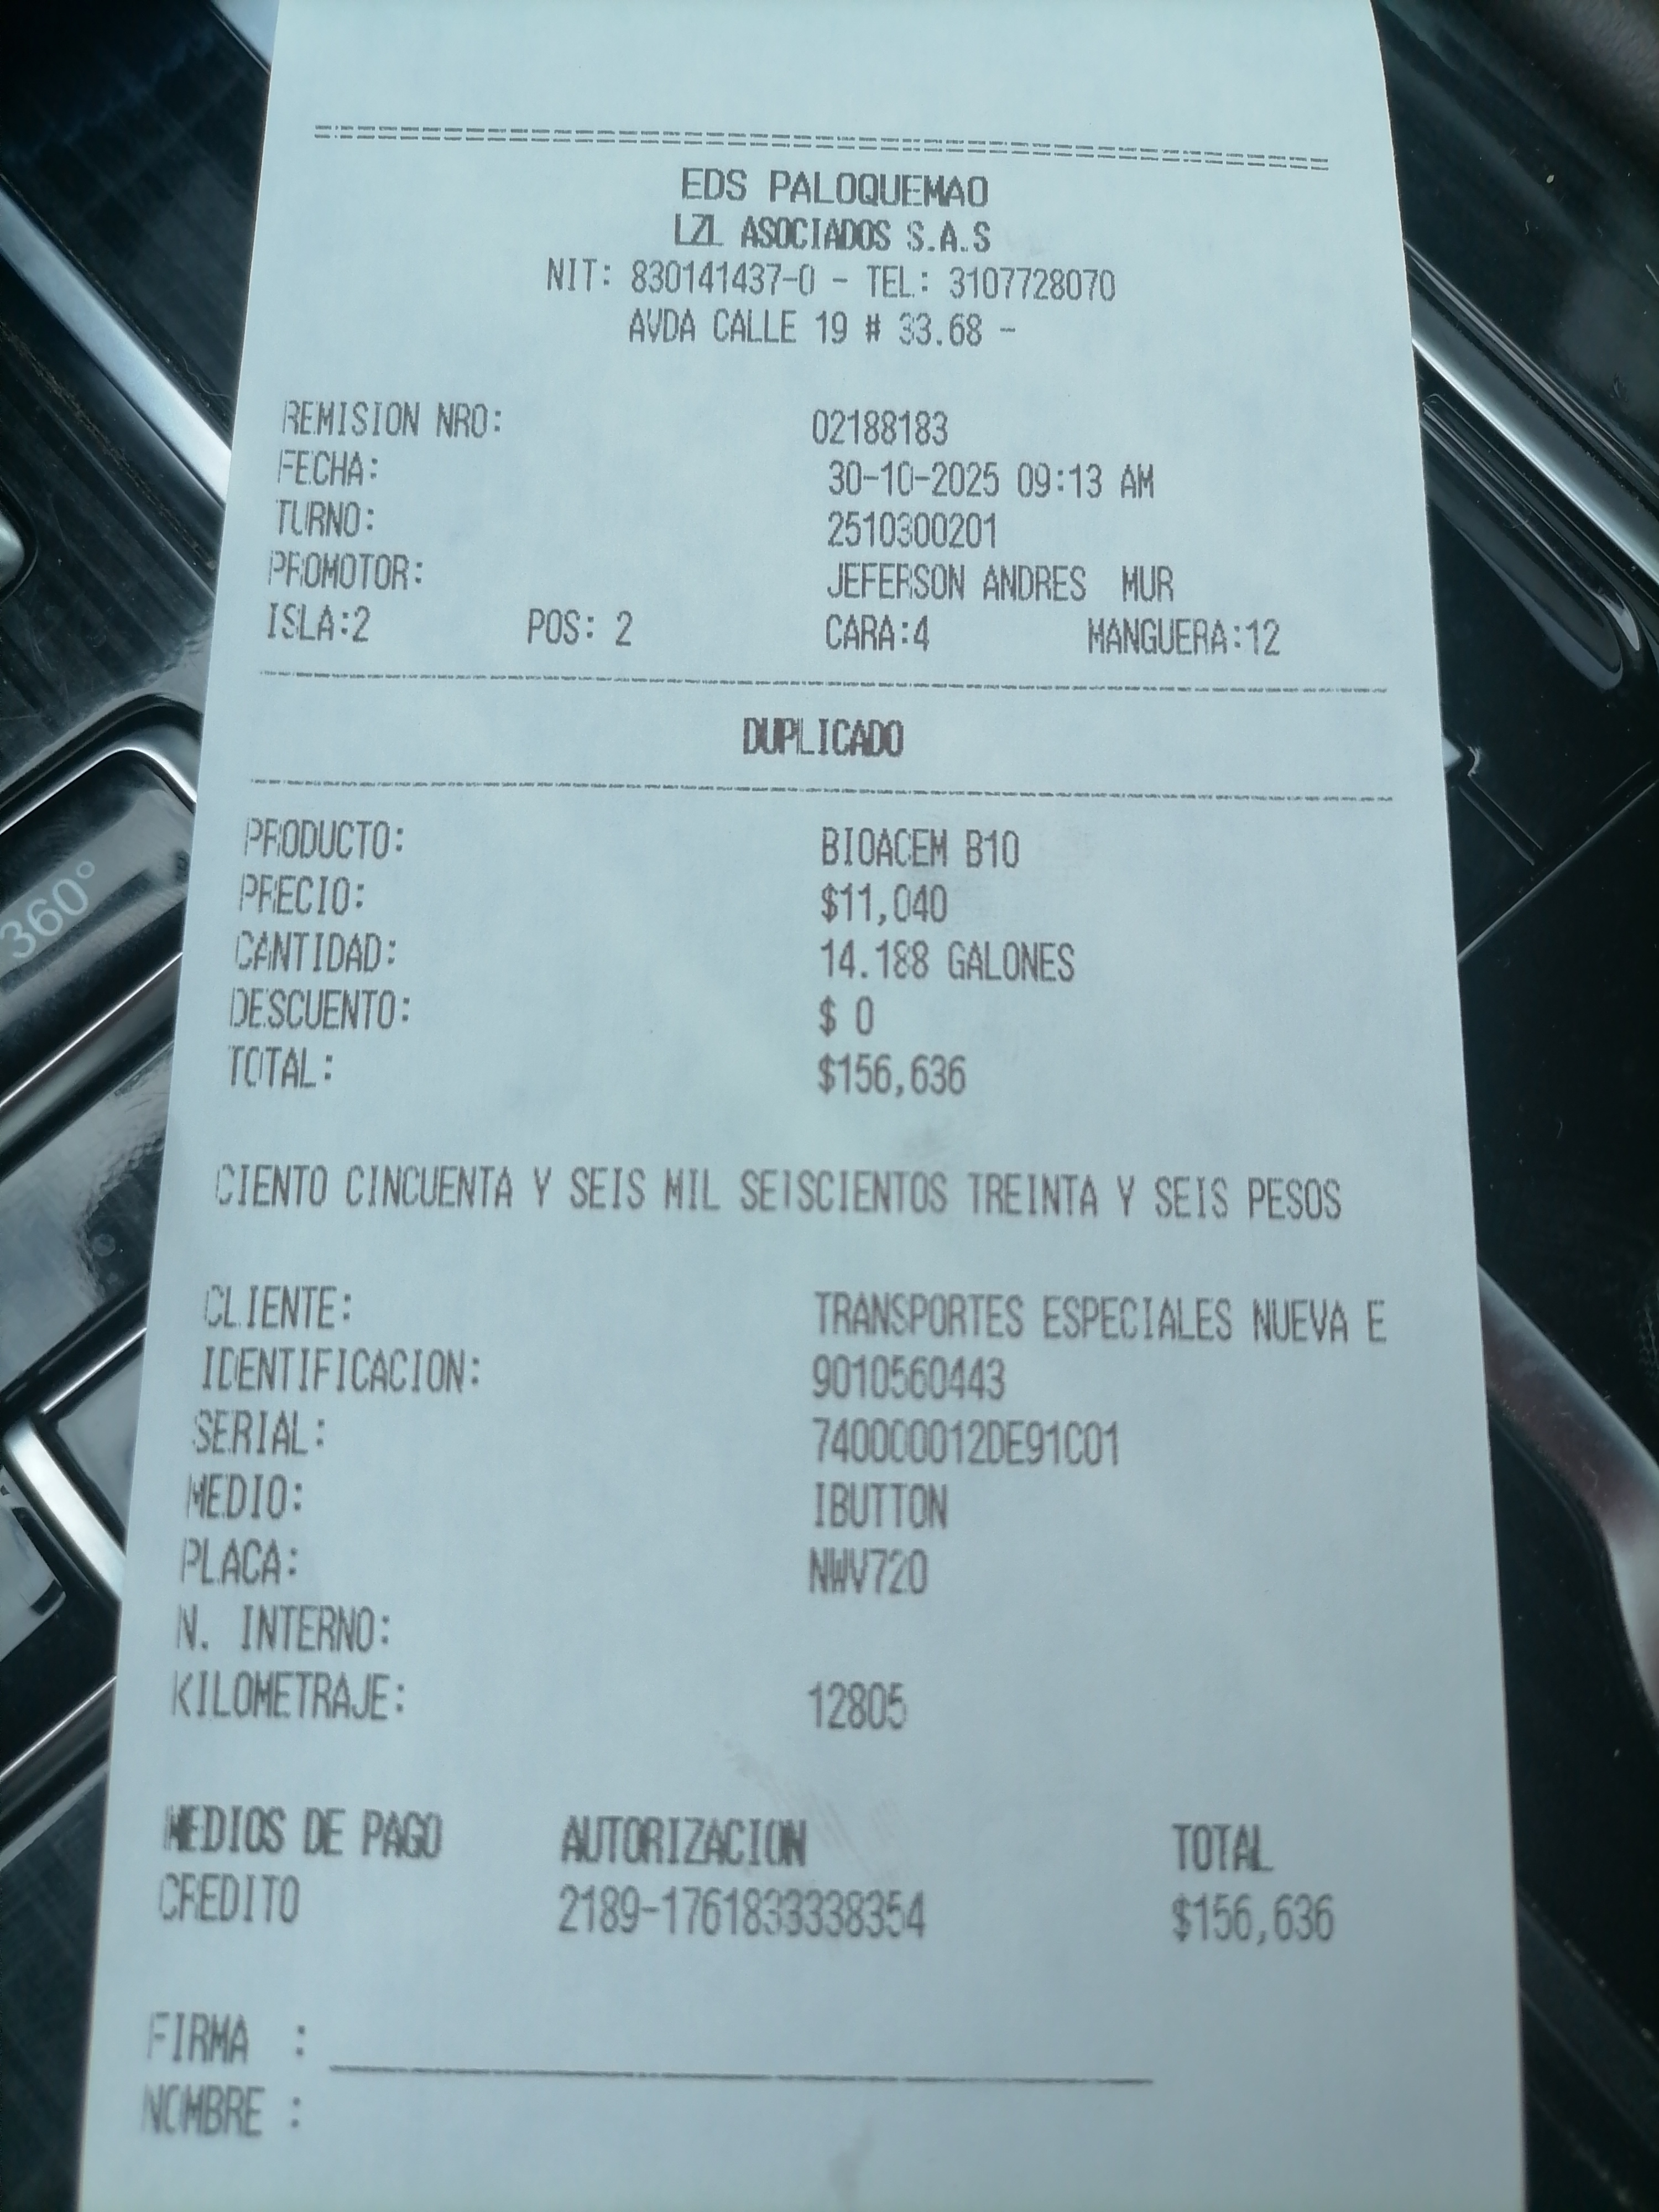 EDS PALOQUEMAO
LZL ASOCIADOS S.A.S
NIT: 830141437-0 - TEL: 3107728070
AVDA CALLE 19 # 33.68 -
REMISION NRO: 02188183
FECHA: 30-10-2025 09:13 AM
TURNO: 2510300201
PROMOTOR: JEFERSON ANDRES MUR
ISLA:2 POS: 2 CARA:4 MANGUERA:12
DUPLICADO
PRODUCTO: BIOACEM B10
PRECIO: $11,040
CANTIDAD: 14.188 GALONES
DESCUENTO: $ 0
TOTAL: $156,636
CIENTO CINCUENTA Y SEIS MIL SEISCIENTOS TREINTA Y SEIS PESOS
CLIENTE: TRANSPORTES ESPECIALES NUEVA E
IDENTIFICACION: 9010560443
SERIAL: 740000012DE91C01
MEDIO: IBUTTON
PLACA: NWV720
N. INTERNO:
KILOMETRAJE: 12805
MEDIOS DE PAGO AUTORIZACION TOTAL
CREDITO 2189-1761833338354 $156,636
FIRMA :
NOMBRE :
360°